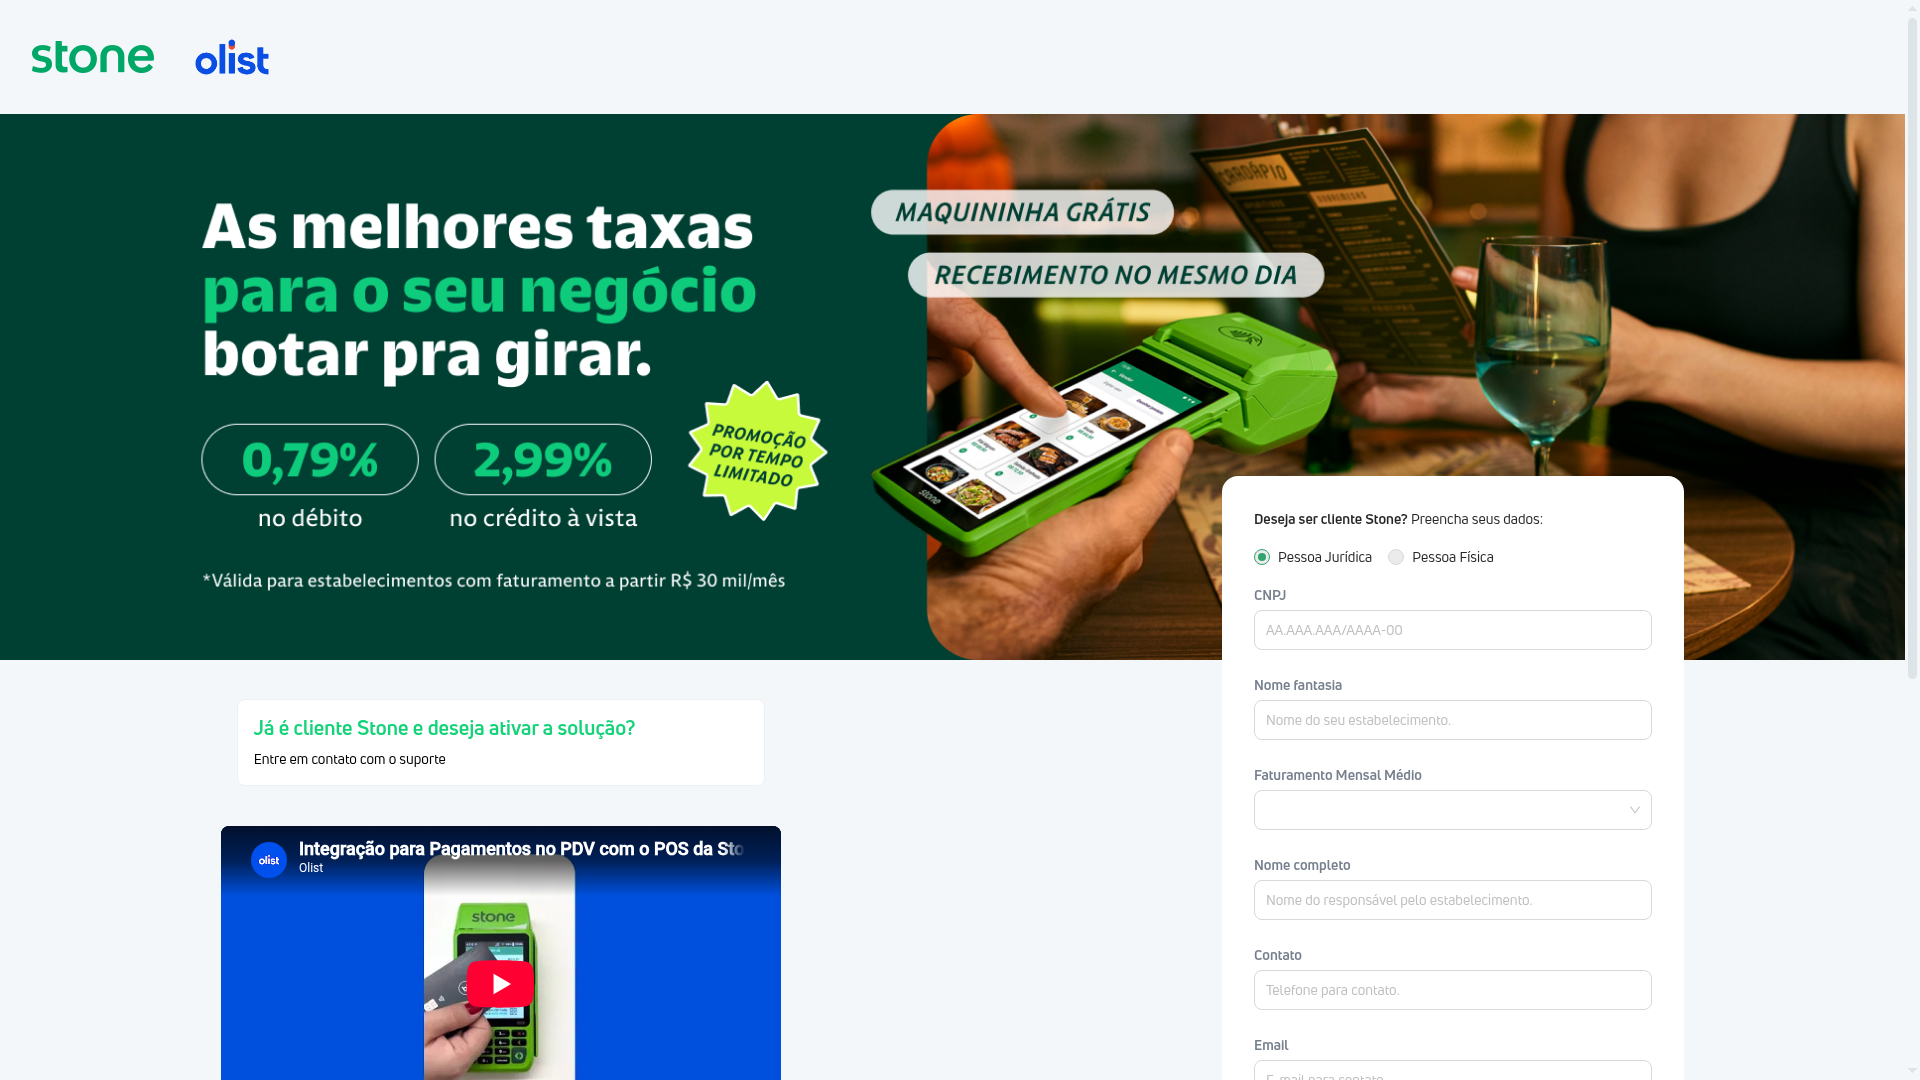 stone
olist
As melhores taxas
para o seu negócio
botar pra girar.
0,79%
no débito
2,99%
no crédito à vista
PROMOÇÃO
POR TEMPO
LIMITADO
*Válida para estabelecimentos com faturamento a partir R$ 30 mil/mês
MAQUININHA GRÁTIS
RECEBIMENTO NO MESMO DIA
CARDÁPIO
stone
Deseja ser cliente Stone? Preencha seus dados:
Pessoa Jurídica
Pessoa Física
CNPJ
AA.AAA.AAA/AAAA-00
Nome fantasia
Nome do seu estabelecimento.
Faturamento Mensal Médio
Nome completo
Nome do responsável pelo estabelecimento.
Contato
Telefone para contato.
Email
E-mail para contato
Já é cliente Stone e deseja ativar a solução?
Entre em contato com o suporte
olist
Integração para Pagamentos no PDV com o POS da Sto
Olist
stone